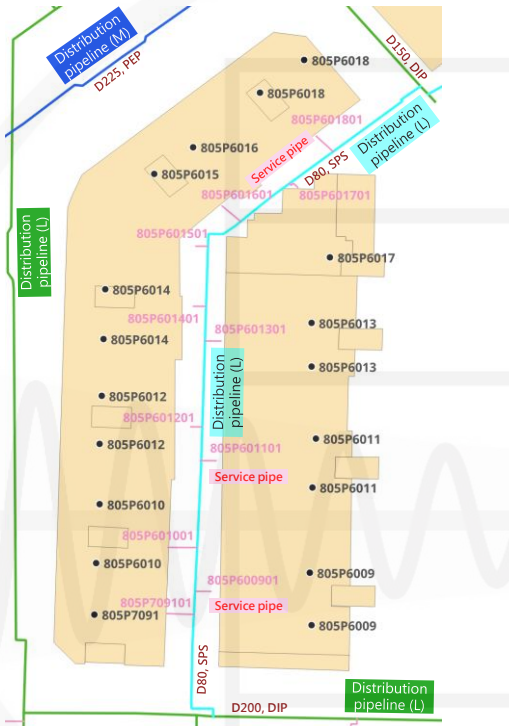 Distribution
pipeline (M)
D225, PEP
D150, DIP
805P6018
805P6018
805P601801
Distribution
pipeline (L)
Service pipe
D80, SPS
805P6016
805P6015
805P601601
805P601701
Distribution
pipeline (L)
805P601501
805P6017
805P6014
805P601401
805P6013
805P601301
805P6014
Distribution
pipeline (L)
805P6013
805P6012
805P601201
805P6011
805P6012
805P601101
Service pipe
805P6011
805P6010
805P601001
805P6010
805P6009
805P600901
805P709101
Service pipe
805P7091
805P6009
D80, SPS
Distribution
pipeline (L)
D200, DIP